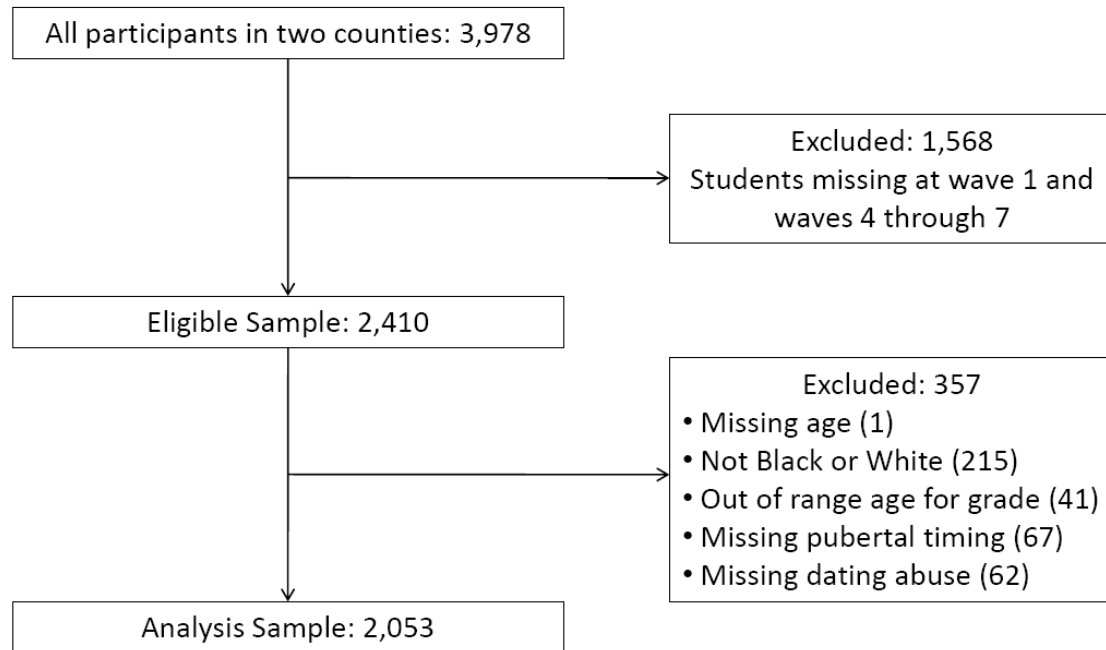 All participants in two counties: 3,978
Excluded: 1,568
Students missing at wave 1 and
waves 4 through 7
Eligible Sample: 2,410
Excluded: 357
• Missing age (1)
• Not Black or White (215)
• Out of range age for grade (41)
• Missing pubertal timing (67)
• Missing dating abuse (62)
Analysis Sample: 2,053